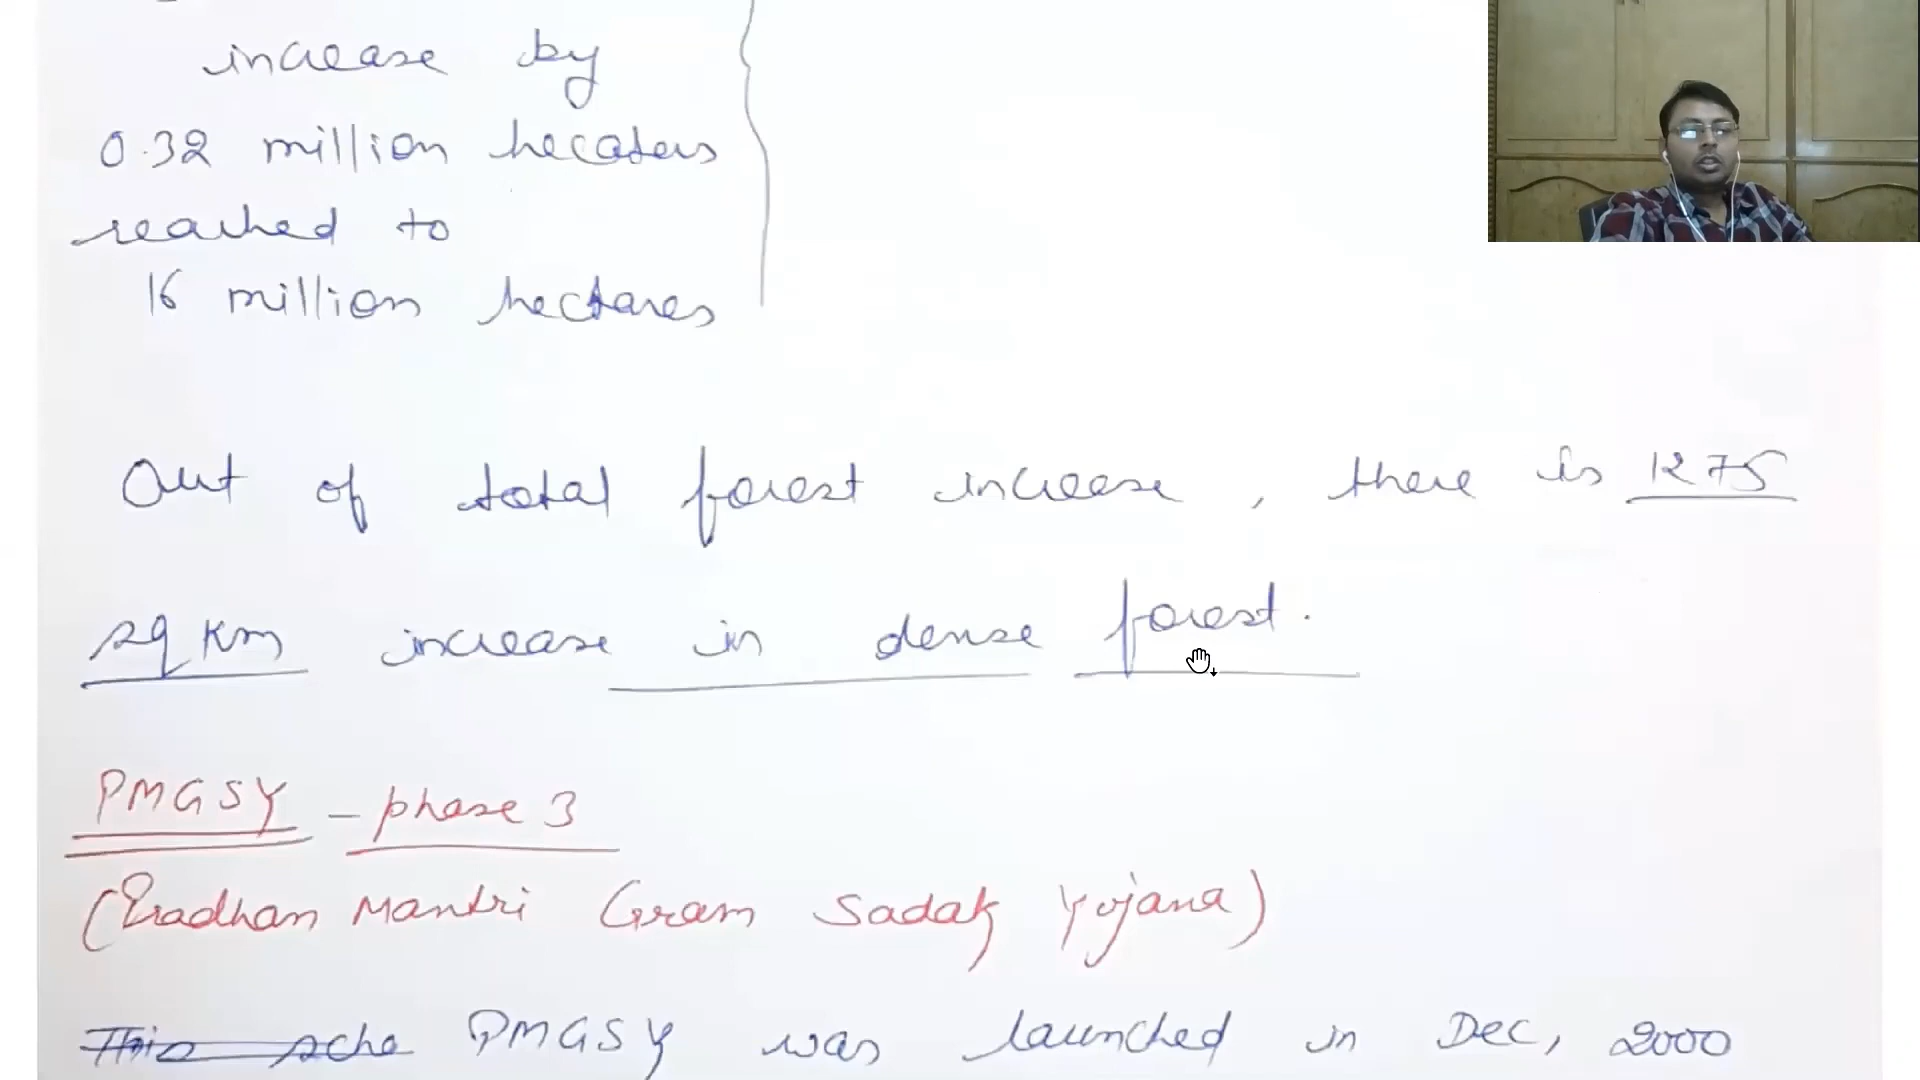 increase by
0.32 million hecaters
reached to
16 million hectares
Out of total forest increase, there is 1275
sq km increase in dense forest.
PMGSY - phase 3
(Pradhan Mantri Gram Sadak Yojana)
This sche PMGSY was launched in Dec, 2000